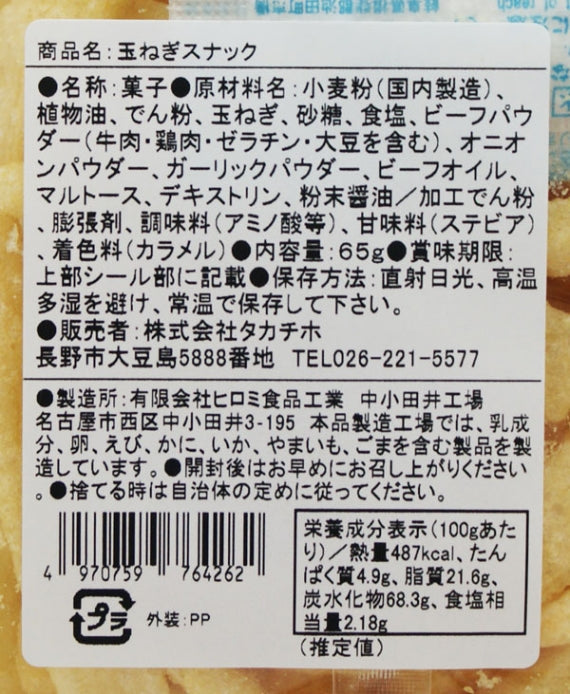 商品名:玉ねぎスナック
●名称:菓子●原材料名:小麦粉(国内製造)、
植物油、でん粉、玉ねぎ、砂糖、食塩、ビーフパウ
ダー(牛肉・鶏肉・ゼラチン・大豆を含む)、オニオ
ンパウダー、ガーリックパウダー、ビーフオイル、
マルトース、デキストリン、粉末醤油/加工でん粉
、膨張剤、調味料(アミノ酸等)、甘味料(ステビア)
、着色料(カラメル)●内容量:65g●賞味期限:
上部シール部に記載●保存方法:直射日光、高温
多湿を避け、常温で保存して下さい。
●販売者:株式会社タカチホ
長野市大豆島5888番地 TEL026-221-5577
●製造所:有限会社ヒロミ食品工業 中小田井工場
名古屋市西区中小田井3-195 本品製造工場では、乳成
分、卵、えび、かに、いか、やまいも、ごまを含む製品を製
造しています。●開封後はお早めにお召し上がりください
。●捨てる時は自治体の定めに従ってください。
4 970759 764262
プラ
外装:PP
栄養成分表示(100gあた
り)/熱量487kcal、たん
ぱく質4.9g、脂質21.6g、
炭水化物68.3g、食塩相
当量2.18g
(推定値)